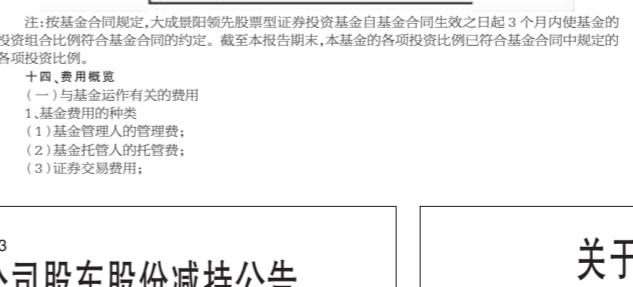 注:按基金合同规定,大成景阳领先股票型证券投资基金自基金合同生效之日起3个月内使基金的
投资组合比例符合基金合同的约定。截至本报告期末,本基金的各项投资比例已符合基金合同中规定的
各项投资比例。
十四、费用概览
(一)与基金运作有关的费用
1、基金费用的种类
(1)基金管理人的管理费;
(2)基金托管人的托管费;
(3)证券交易费用;
3
公司股东股份减持公告
关于